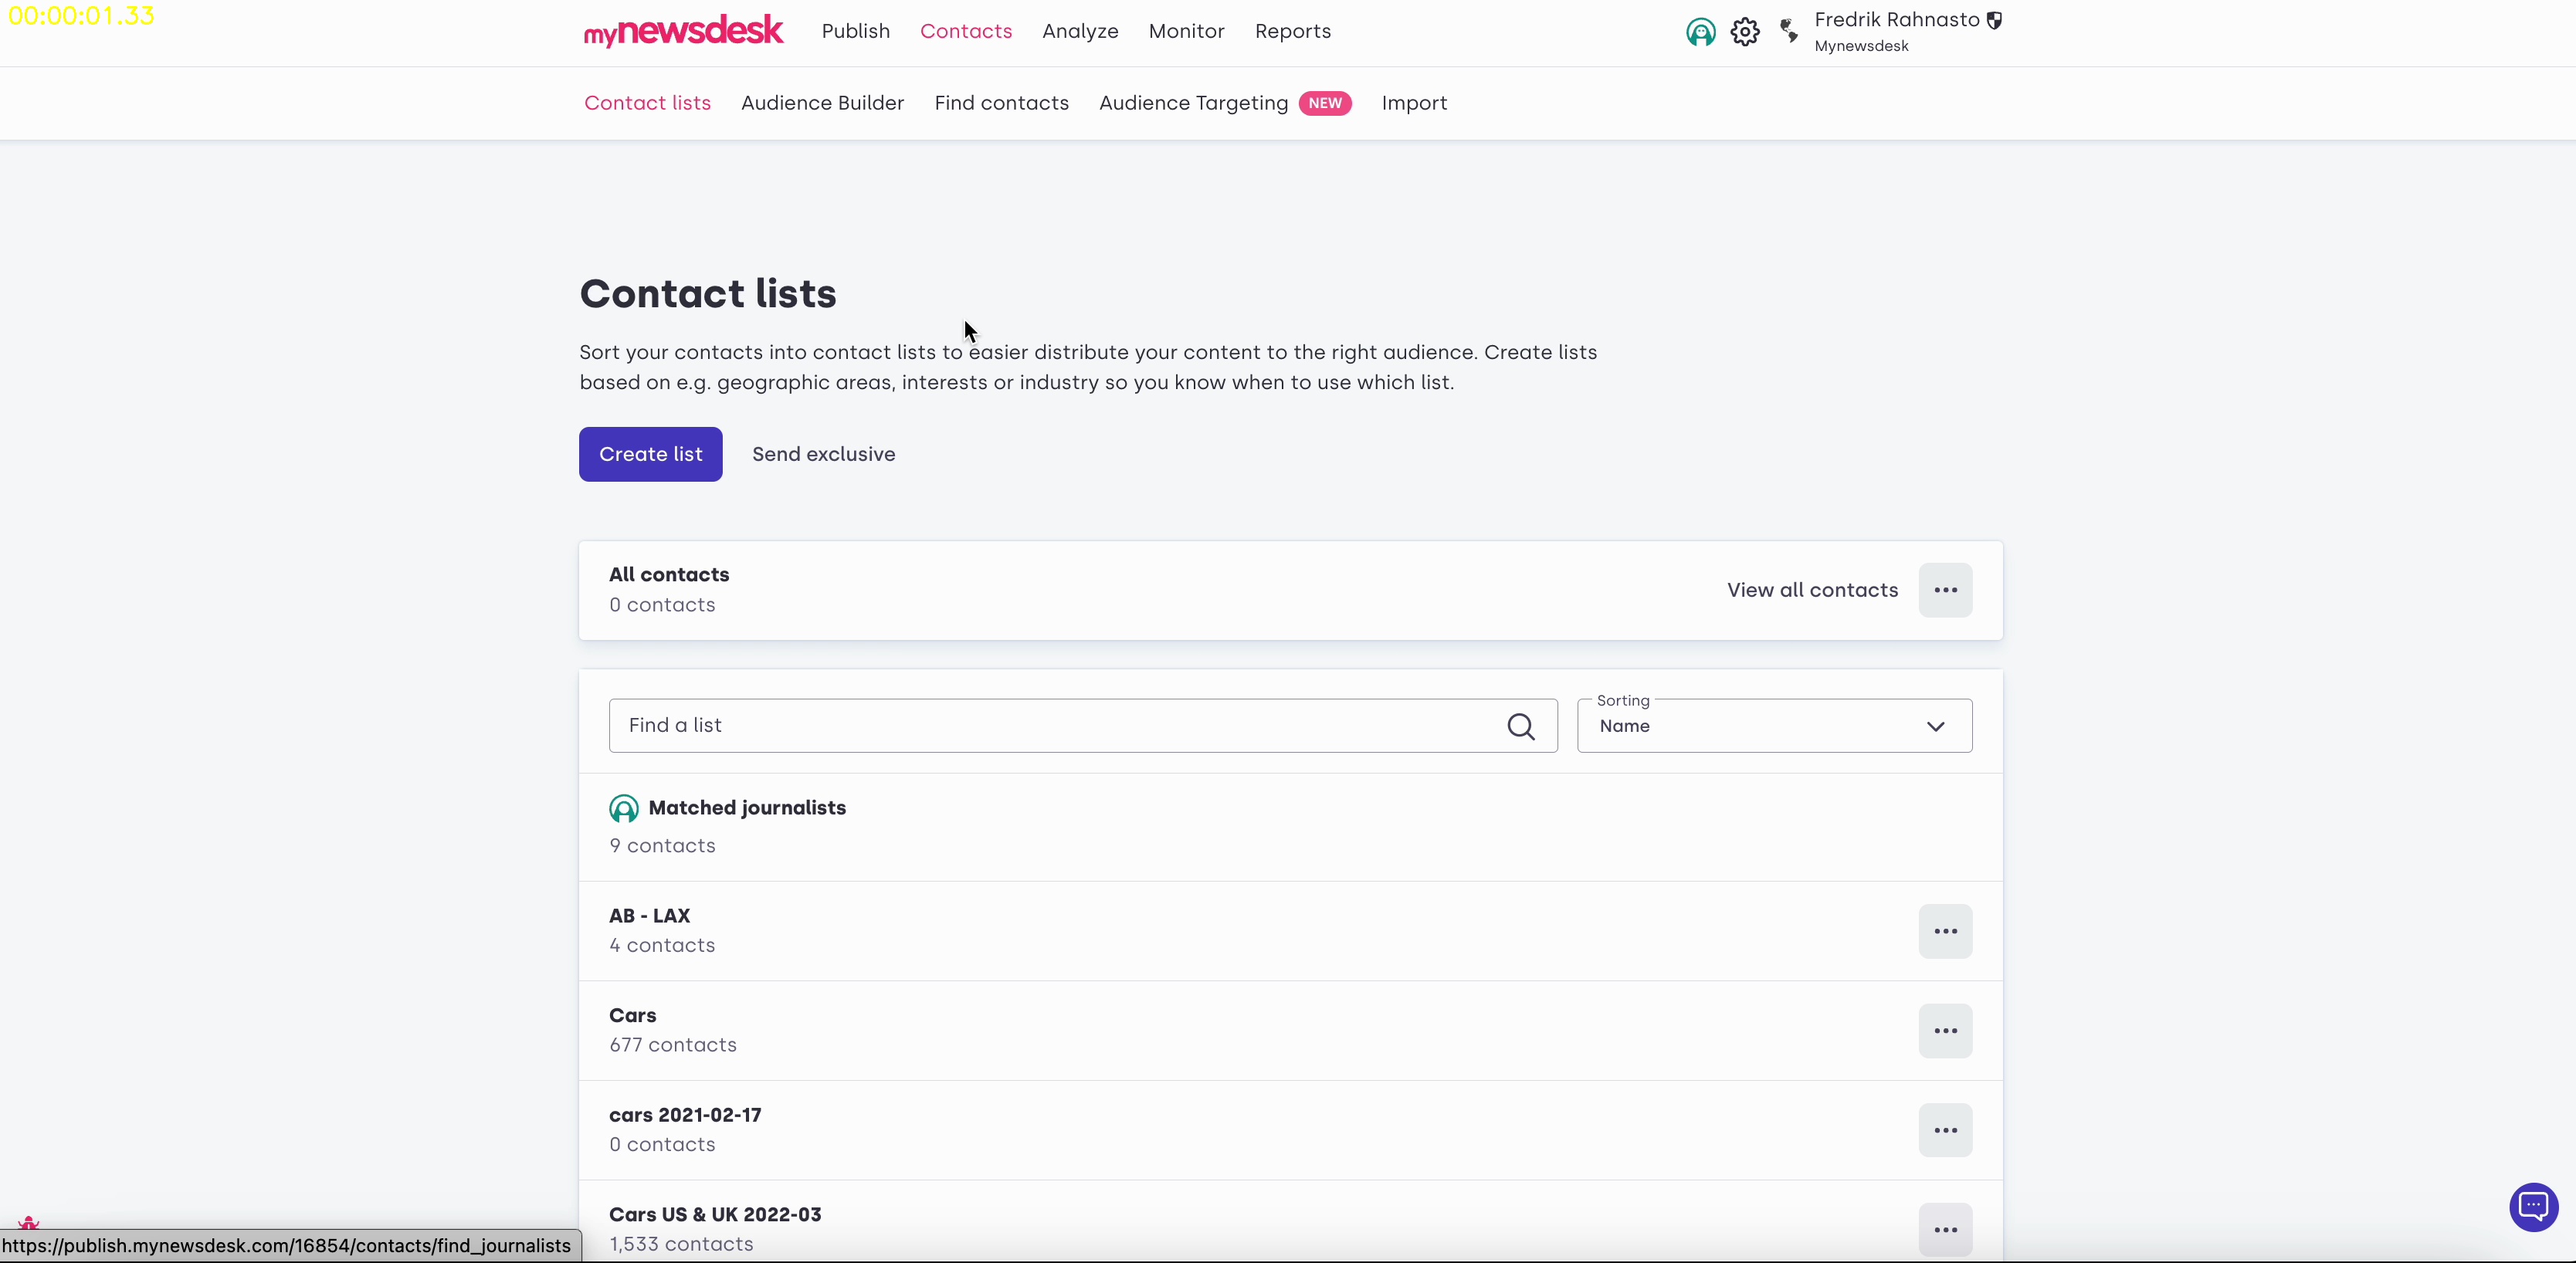 00:00:01.33
mynewsdesk Publish Contacts Analyze Monitor Reports
Fredrik Rahnasto
Mynewsdesk
Contact lists Audience Builder Find contacts Audience Targeting NEW Import
Contact lists
Sort your contacts into contact lists to easier distribute your content to the right audience. Create lists
based on e.g. geographic areas, interests or industry so you know when to use which list.
Create list Send exclusive
All contacts
0 contacts
View all contacts
Find a list
Sorting
Name
Matched journalists
9 contacts
AB - LAX
4 contacts
Cars
677 contacts
cars 2021-02-17
0 contacts
Cars US & UK 2022-03
1,533 contacts
https://publish.mynewsdesk.com/16854/contacts/find_journalists